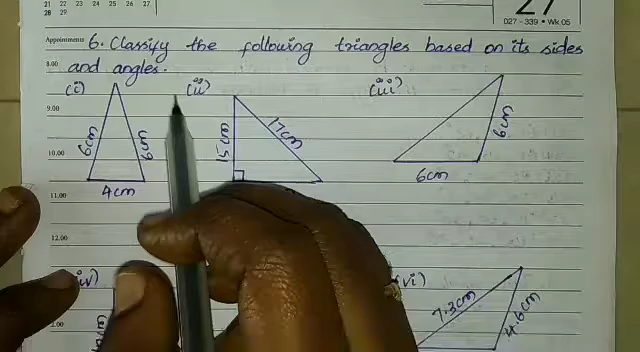 21 22 23 24 25 26 27
28 29
27
027 - 339 • Wk 05
Appointments 6. Classify the following triangles based on its sides
8.00 and angles.
(i) (ii) (iii)
9.00
6cm 6cm 15cm 17cm 6cm
10.00
4cm 6cm
11.00
12.00
(iv) (vi)
7.3cm 4.6cm
2.00